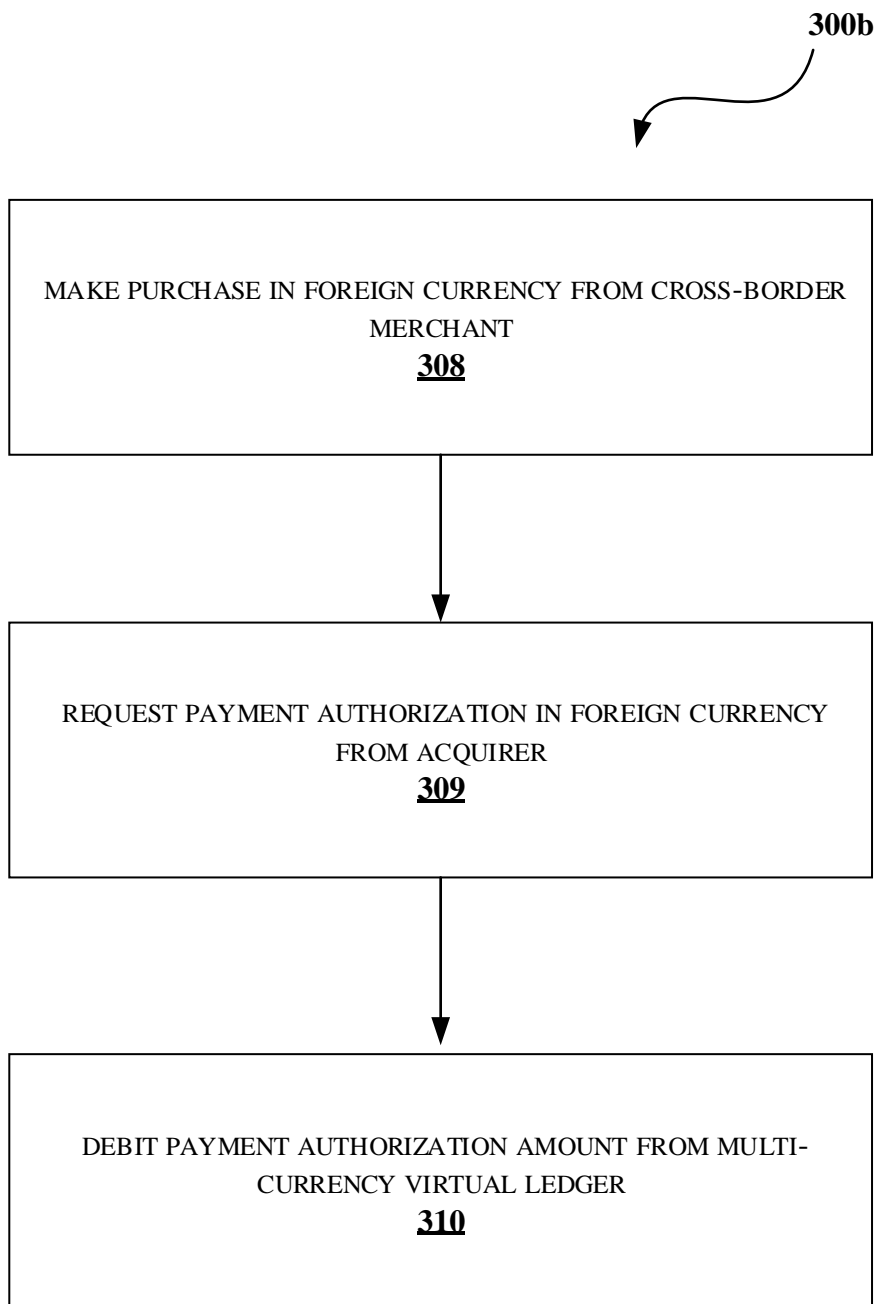 300b
MAKE PURCHASE IN FOREIGN CURRENCY FROM CROSS-BORDER
MERCHANT
308
REQUEST PAYMENT AUTHORIZATION IN FOREIGN CURRENCY
FROM ACQUIRER
309
DEBIT PAYMENT AUTHORIZATION AMOUNT FROM MULTI-
CURRENCY VIRTUAL LEDGER
310